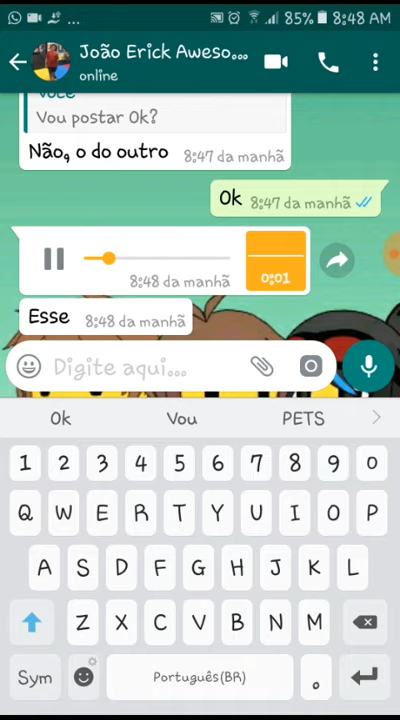 ... 85% 8:48 AM
João Erick Aweso...
online
Você
Vou postar Ok?
Não, o do outro 8:47 da manhã
Ok 8:47 da manhã
8:48 da manhã 0:01
Esse 8:48 da manhã
Digite aqui...
Ok Vou PETS
1 2 3 4 5 6 7 8 9 0
Q W E R T Y U I O P
A S D F G H J K L
Z X C V B N M
Sym Português(BR) .